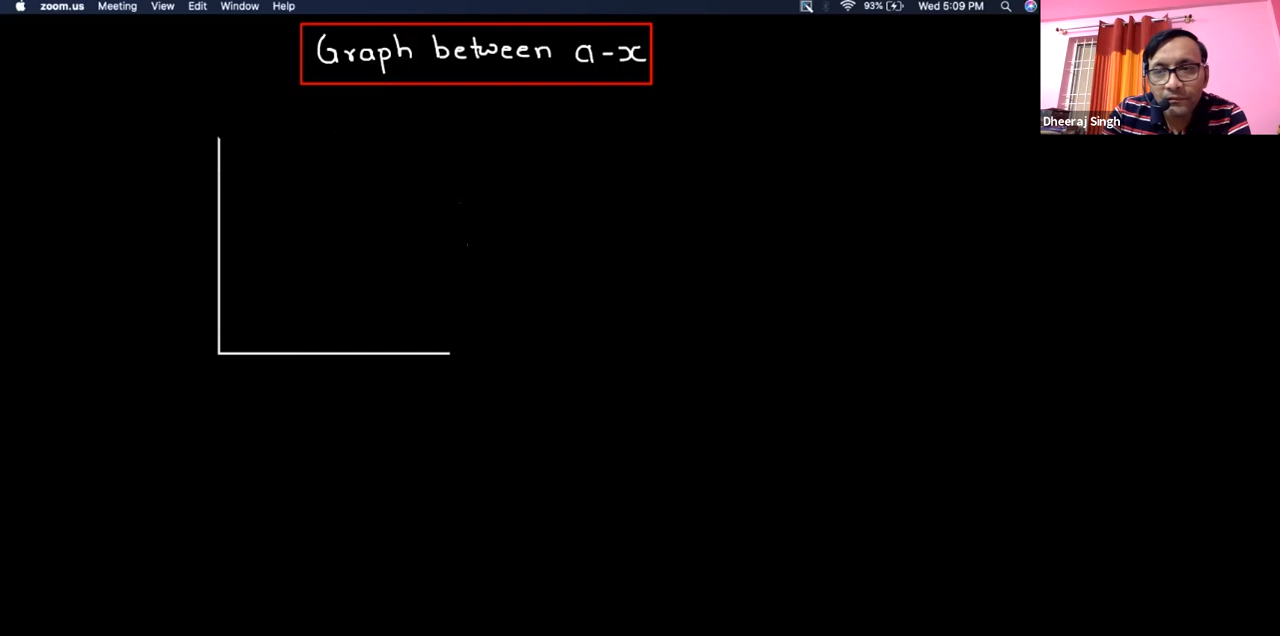 zoom.us Meeting View Edit Window Help 93% Wed 5:09 PM
Graph between a-x
Dheeraj Singh